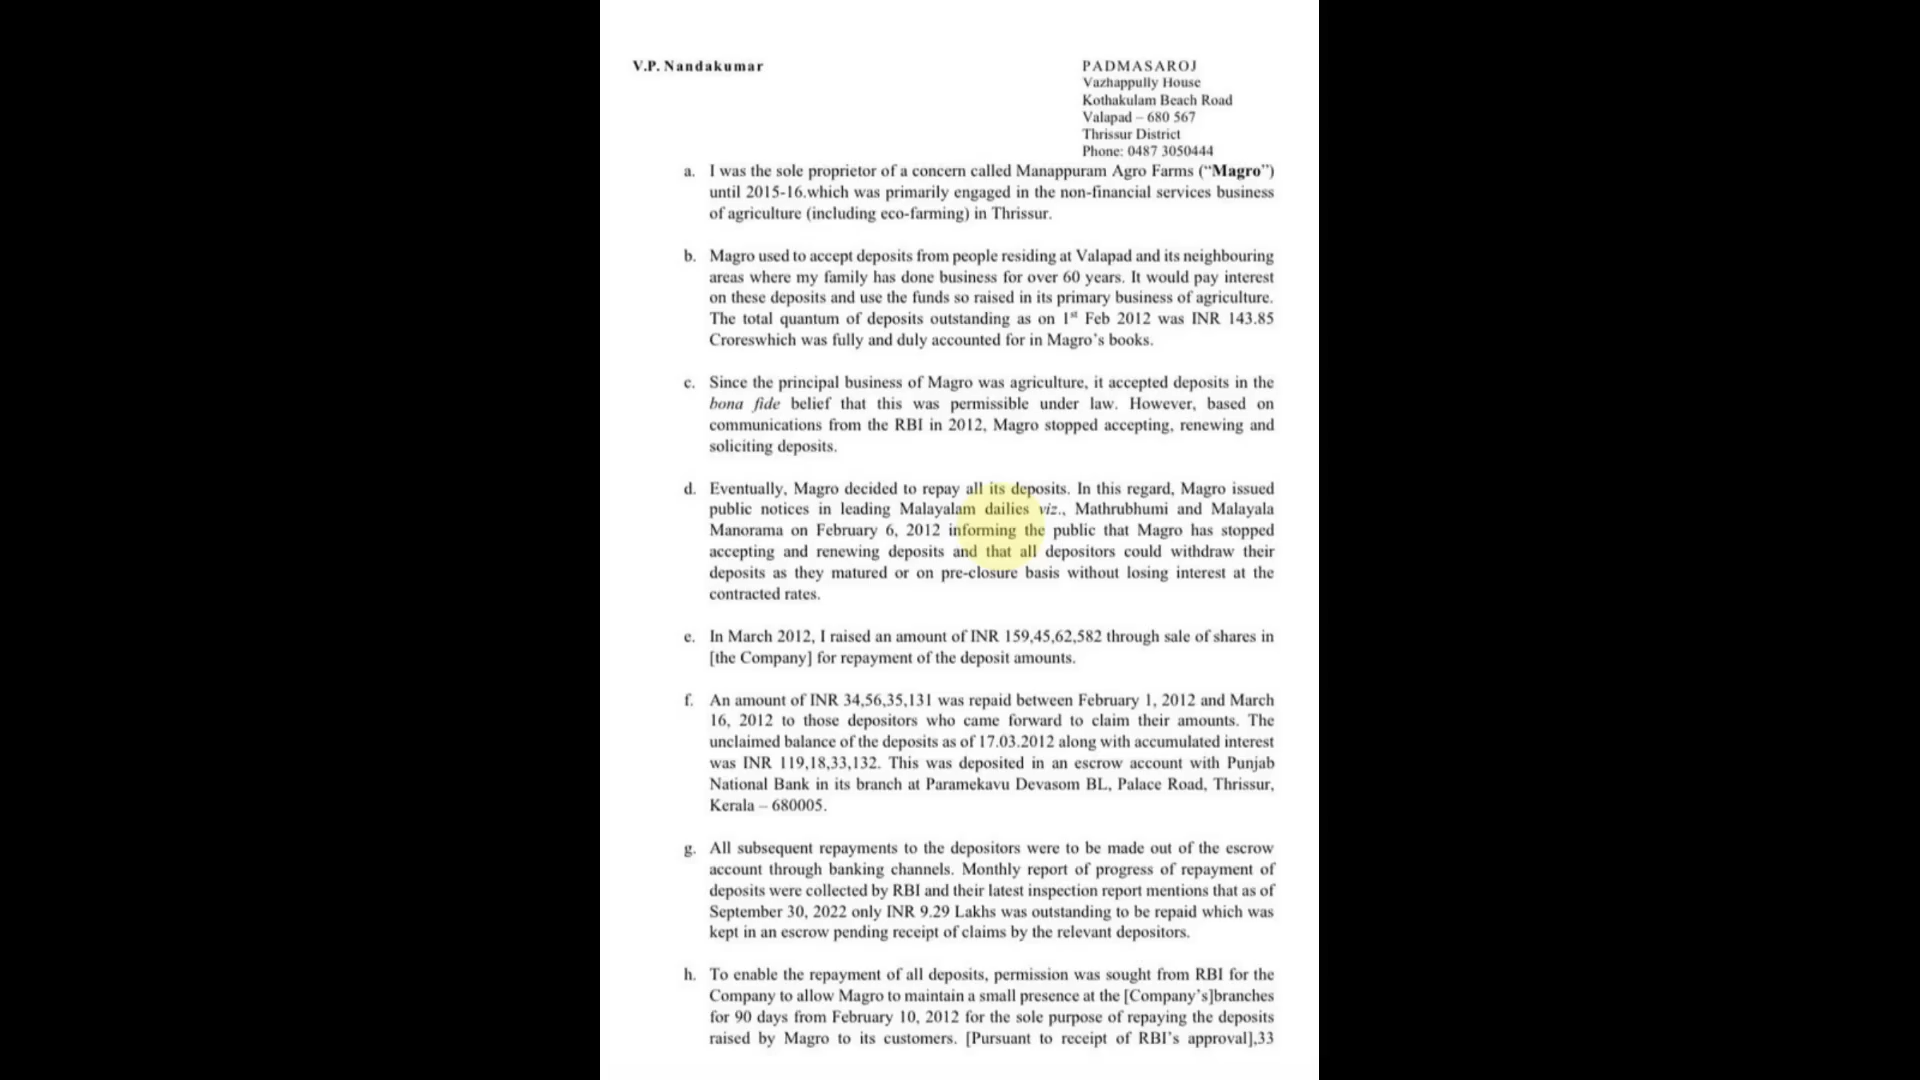 V.P. Nandakumar
PADMASAROJ
Vazhappully House
Kothakulam Beach Road
Valapad – 680 567
Thrissur District
Phone: 0487 3050444
a. I was the sole proprietor of a concern called Manappuram Agro Farms (“Magro”)
until 2015-16.which was primarily engaged in the non-financial services business
of agriculture (including eco-farming) in Thrissur.
b. Magro used to accept deposits from people residing at Valapad and its neighbouring
areas where my family has done business for over 60 years. It would pay interest
on these deposits and use the funds so raised in its primary business of agriculture.
The total quantum of deposits outstanding as on 1st Feb 2012 was INR 143.85
Croreswhich was fully and duly accounted for in Magro’s books.
c. Since the principal business of Magro was agriculture, it accepted deposits in the
bona fide belief that this was permissible under law. However, based on
communications from the RBI in 2012, Magro stopped accepting, renewing and
soliciting deposits.
d. Eventually, Magro decided to repay all its deposits. In this regard, Magro issued
public notices in leading Malayalam dailies viz., Mathrubhumi and Malayala
Manorama on February 6, 2012 informing the public that Magro has stopped
accepting and renewing deposits and that all depositors could withdraw their
deposits as they matured or on pre-closure basis without losing interest at the
contracted rates.
e. In March 2012, I raised an amount of INR 159,45,62,582 through sale of shares in
[the Company] for repayment of the deposit amounts.
f. An amount of INR 34,56,35,131 was repaid between February 1, 2012 and March
16, 2012 to those depositors who came forward to claim their amounts. The
unclaimed balance of the deposits as of 17.03.2012 along with accumulated interest
was INR 119,18,33,132. This was deposited in an escrow account with Punjab
National Bank in its branch at Paramekavu Devasom BL, Palace Road, Thrissur,
Kerala – 680005.
g. All subsequent repayments to the depositors were to be made out of the escrow
account through banking channels. Monthly report of progress of repayment of
deposits were collected by RBI and their latest inspection report mentions that as of
September 30, 2022 only INR 9.29 Lakhs was outstanding to be repaid which was
kept in an escrow pending receipt of claims by the relevant depositors.
h. To enable the repayment of all deposits, permission was sought from RBI for the
Company to allow Magro to maintain a small presence at the [Company’s]branches
for 90 days from February 10, 2012 for the sole purpose of repaying the deposits
raised by Magro to its customers. [Pursuant to receipt of RBI’s approval],33